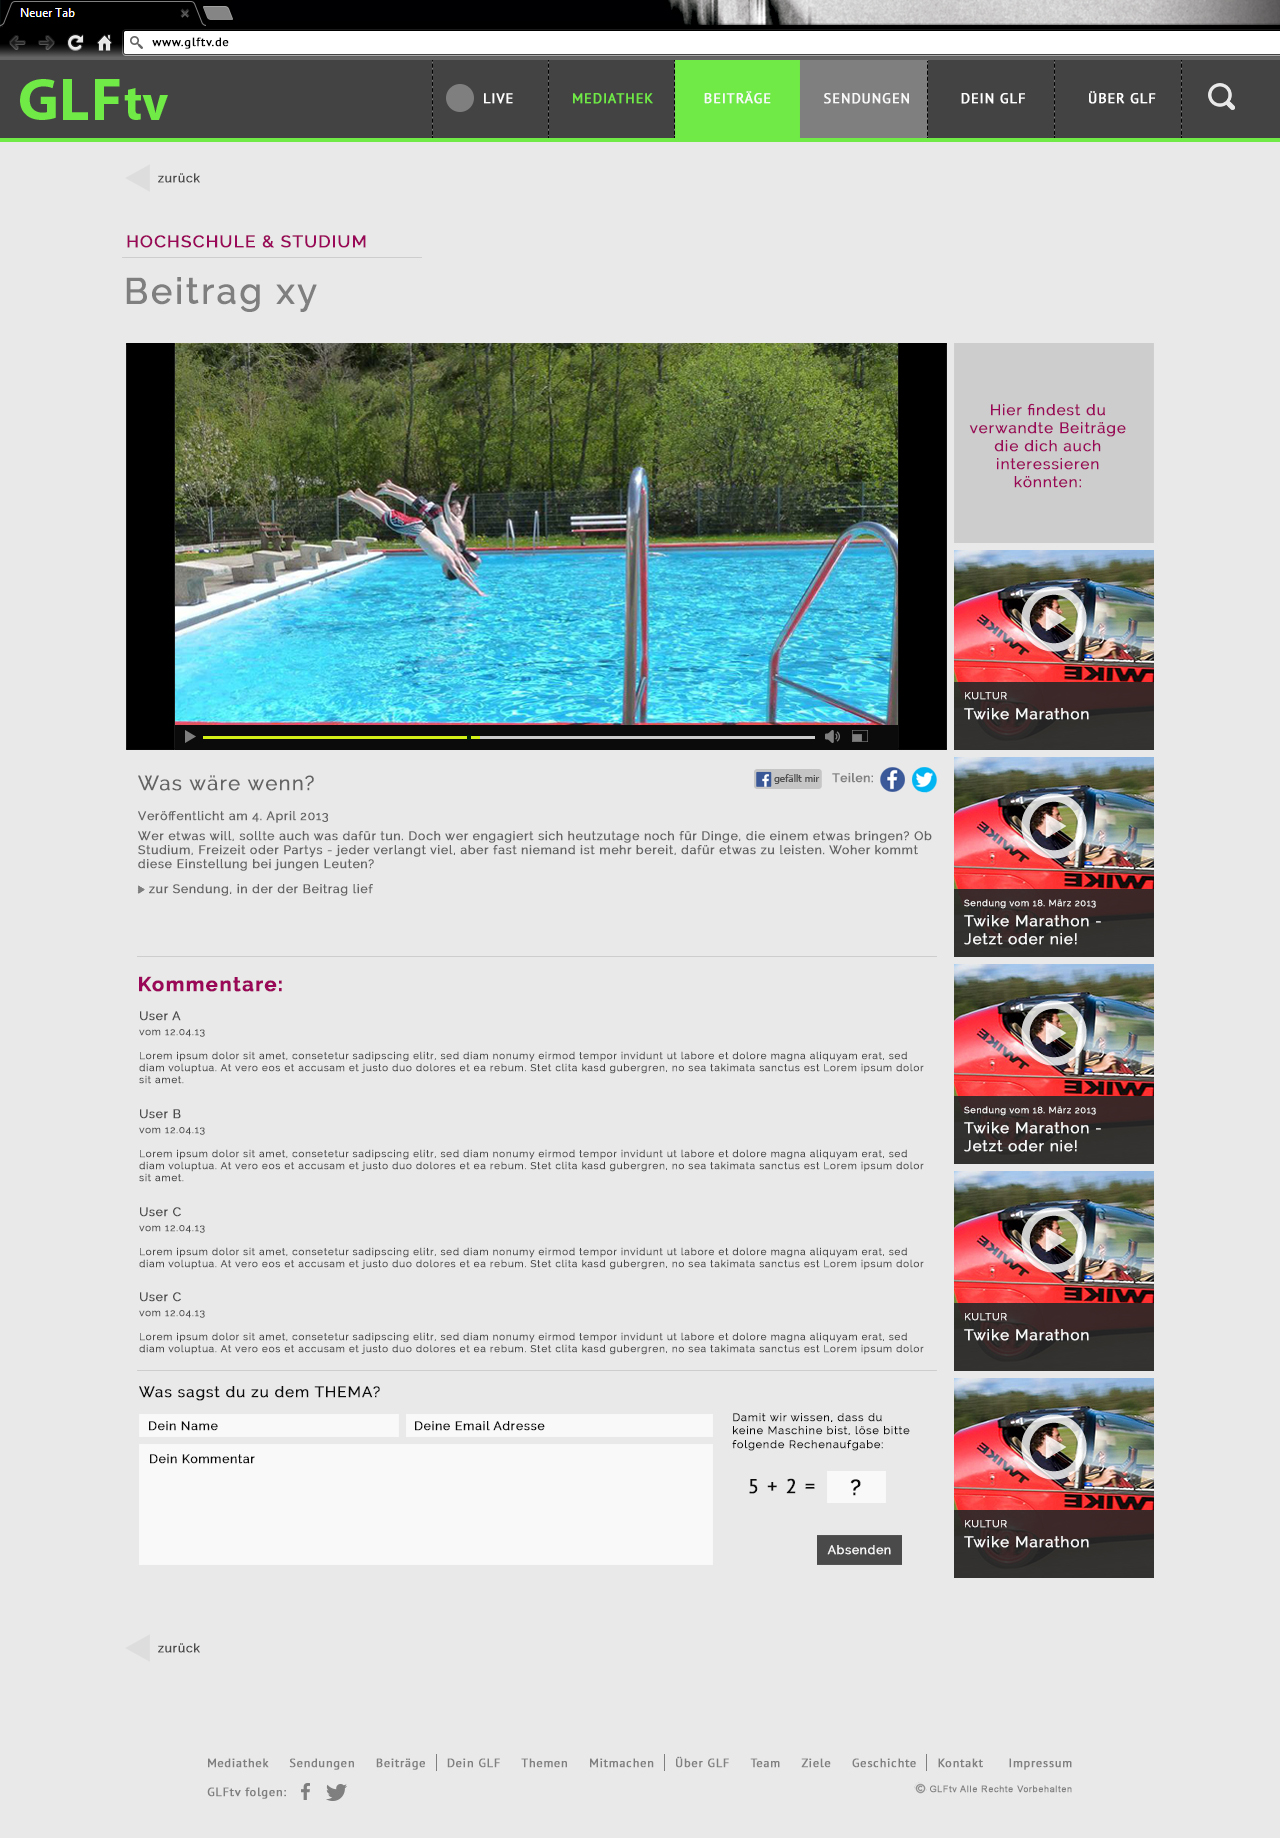 Neuer Tab
www.glftv.de
GLFtv
LIVE
MEDIATHEK
BEITRÄGE
SENDUNGEN
DEIN GLF
ÜBER GLF
zurück
HOCHSCHULE & STUDIUM
Beitrag xy
Hier findest du
verwandte Beiträge
die dich auch
interessieren
könnten:
TWIKE
TWIKE
KULTUR
Twike Marathon
Was wäre wenn?
gefällt mir
Teilen:
Veröffentlicht am 4. April 2013
Wer etwas will, sollte auch was dafür tun. Doch wer engagiert sich heutzutage noch für Dinge, die einem etwas bringen? Ob
Studium, Freizeit oder Partys - jeder verlangt viel, aber fast niemand ist mehr bereit, dafür etwas zu leisten. Woher kommt
diese Einstellung bei jungen Leuten?
zur Sendung, in der der Beitrag lief
TWIKE
TWIKE
Sendung vom 18. März 2013
Twike Marathon -
Jetzt oder nie!
Kommentare:
User A
vom 12.04.13
Lorem ipsum dolor sit amet, consetetur sadipscing elitr, sed diam nonumy eirmod tempor invidunt ut labore et dolore magna aliquyam erat, sed
diam voluptua. At vero eos et accusam et justo duo dolores et ea rebum. Stet clita kasd gubergren, no sea takimata sanctus est Lorem ipsum dolor
sit amet.
User B
vom 12.04.13
Lorem ipsum dolor sit amet, consetetur sadipscing elitr, sed diam nonumy eirmod tempor invidunt ut labore et dolore magna aliquyam erat, sed
diam voluptua. At vero eos et accusam et justo duo dolores et ea rebum. Stet clita kasd gubergren, no sea takimata sanctus est Lorem ipsum dolor
sit amet.
TWIKE
TWIKE
Sendung vom 18. März 2013
Twike Marathon -
Jetzt oder nie!
User C
vom 12.04.13
Lorem ipsum dolor sit amet, consetetur sadipscing elitr, sed diam nonumy eirmod tempor invidunt ut labore et dolore magna aliquyam erat, sed
diam voluptua. At vero eos et accusam et justo duo dolores et ea rebum. Stet clita kasd gubergren, no sea takimata sanctus est Lorem ipsum dolor
User C
vom 12.04.13
Lorem ipsum dolor sit amet, consetetur sadipscing elitr, sed diam nonumy eirmod tempor invidunt ut labore et dolore magna aliquyam erat, sed
diam voluptua. At vero eos et accusam et justo duo dolores et ea rebum. Stet clita kasd gubergren, no sea takimata sanctus est Lorem ipsum dolor
TWIKE
TWIKE
KULTUR
Twike Marathon
Was sagst du zu dem THEMA?
Dein Name
Deine Email Adresse
Dein Kommentar
Damit wir wissen, dass du
keine Maschine bist, löse bitte
folgende Rechenaufgabe:
5 + 2 = ?
Absenden
TWIKE
TWIKE
KULTUR
Twike Marathon
zurück
Mediathek Sendungen Beiträge Dein GLF Themen Mitmachen Über GLF Team Ziele Geschichte Kontakt Impressum
GLFtv folgen:
© GLFtv Alle Rechte Vorbehalten